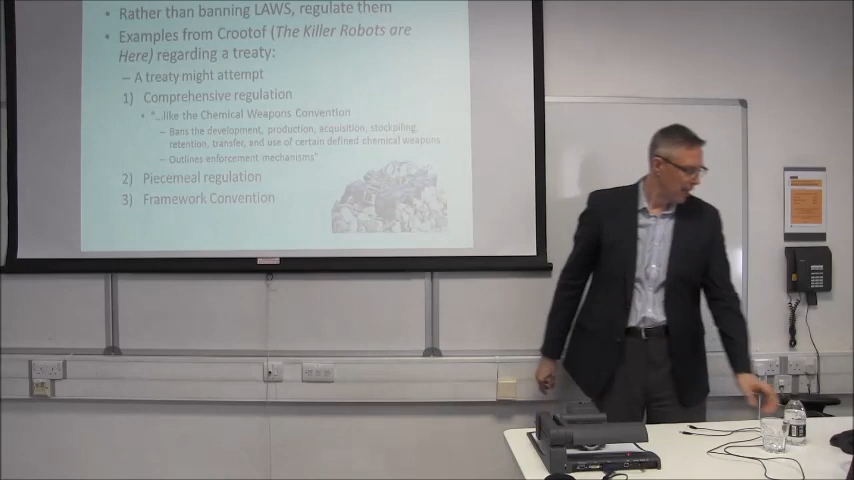 • Rather than banning LAWS, regulate them
• Examples from Crootof (The Killer Robots are
Here) regarding a treaty:
– A treaty might attempt
1) Comprehensive regulation
• "...like the Chemical Weapons Convention
– Bans the development, production, acquisition, stockpiling,
retention, transfer, and use of certain defined chemical weapons
– Outlines enforcement mechanisms"
2) Piecemeal regulation
3) Framework Convention